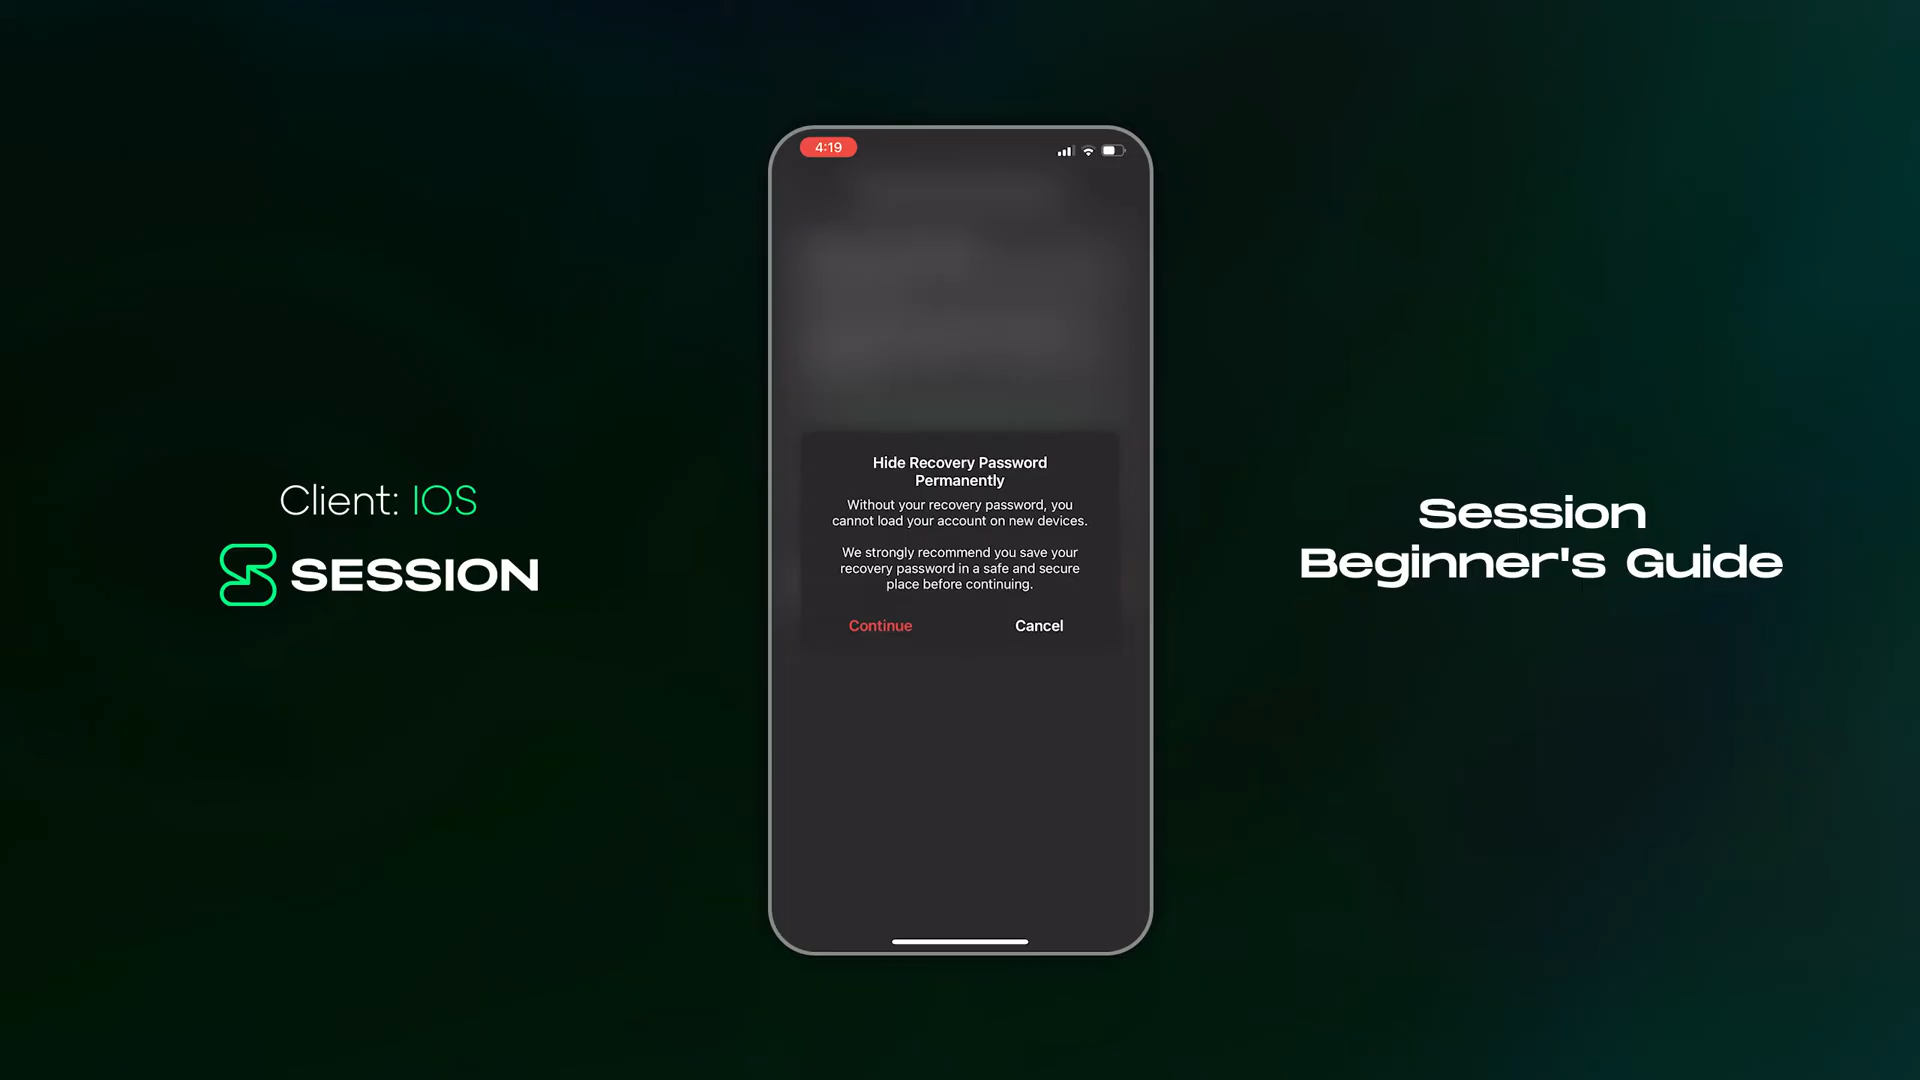 Client: IOS
SESSION
4:19
Hide Recovery Password
Permanently
Without your recovery password, you
cannot load your account on new devices.
We strongly recommend you save your
recovery password in a safe and secure
place before continuing.
Continue
Cancel
Session
Beginner's Guide